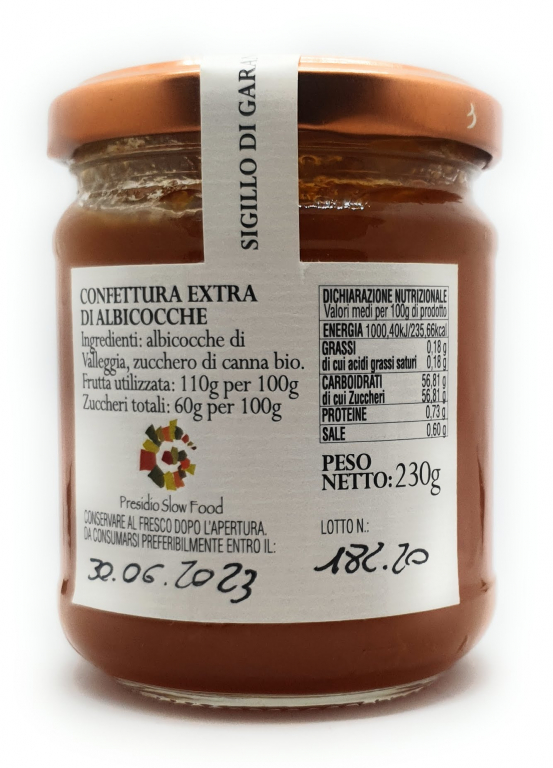 SIGILLO DI GARA
CONFETTURA EXTRA
DI ALBICOCCHE
Ingredienti: albicocche di
Valleggia, zucchero di canna bio.
Frutta utilizzata: 110g per 100g
Zuccheri totali: 60g per 100g
Presidio Slow Food
CONSERVARE AL FRESCO DOPO L'APERTURA.
DA CONSUMARSI PREFERIBILMENTE ENTRO IL:
30.06.2023
DICHIARAZIONE NUTRIZIONALE
Valori medi per 100g di prodotto
ENERGIA 1000,40kJ/235,66kcal
GRASSI 0,18 g
di cui acidi grassi saturi 0,18 g
CARBOIDRATI 56,81 g
di cui Zuccheri 56,81 g
PROTEINE 0,73 g
SALE 0,60 g
PESO
NETTO: 230g
LOTTO N.:
182.20